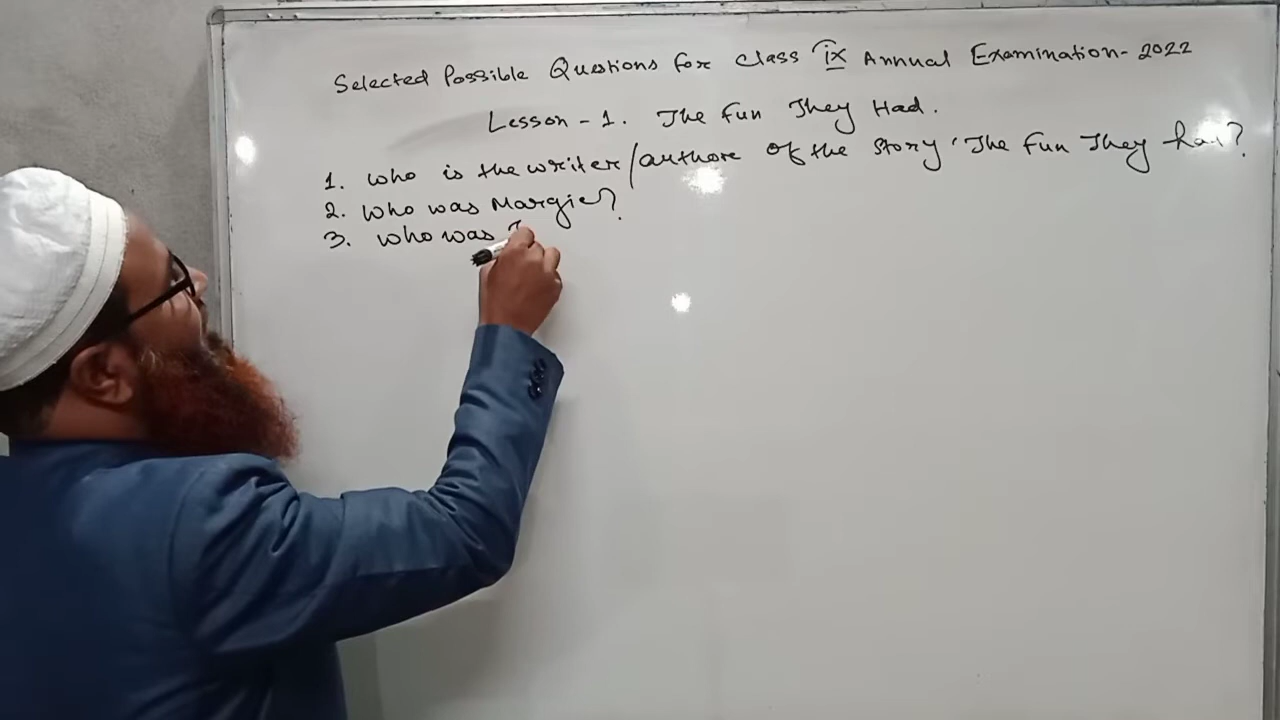 Selected Possible Questions for class IX Annual Examination-2022
Lesson-1. The Fun They Had.
1. Who is the writer/authore of the story 'The Fun They had?
2. Who was Margie?
3. Who was